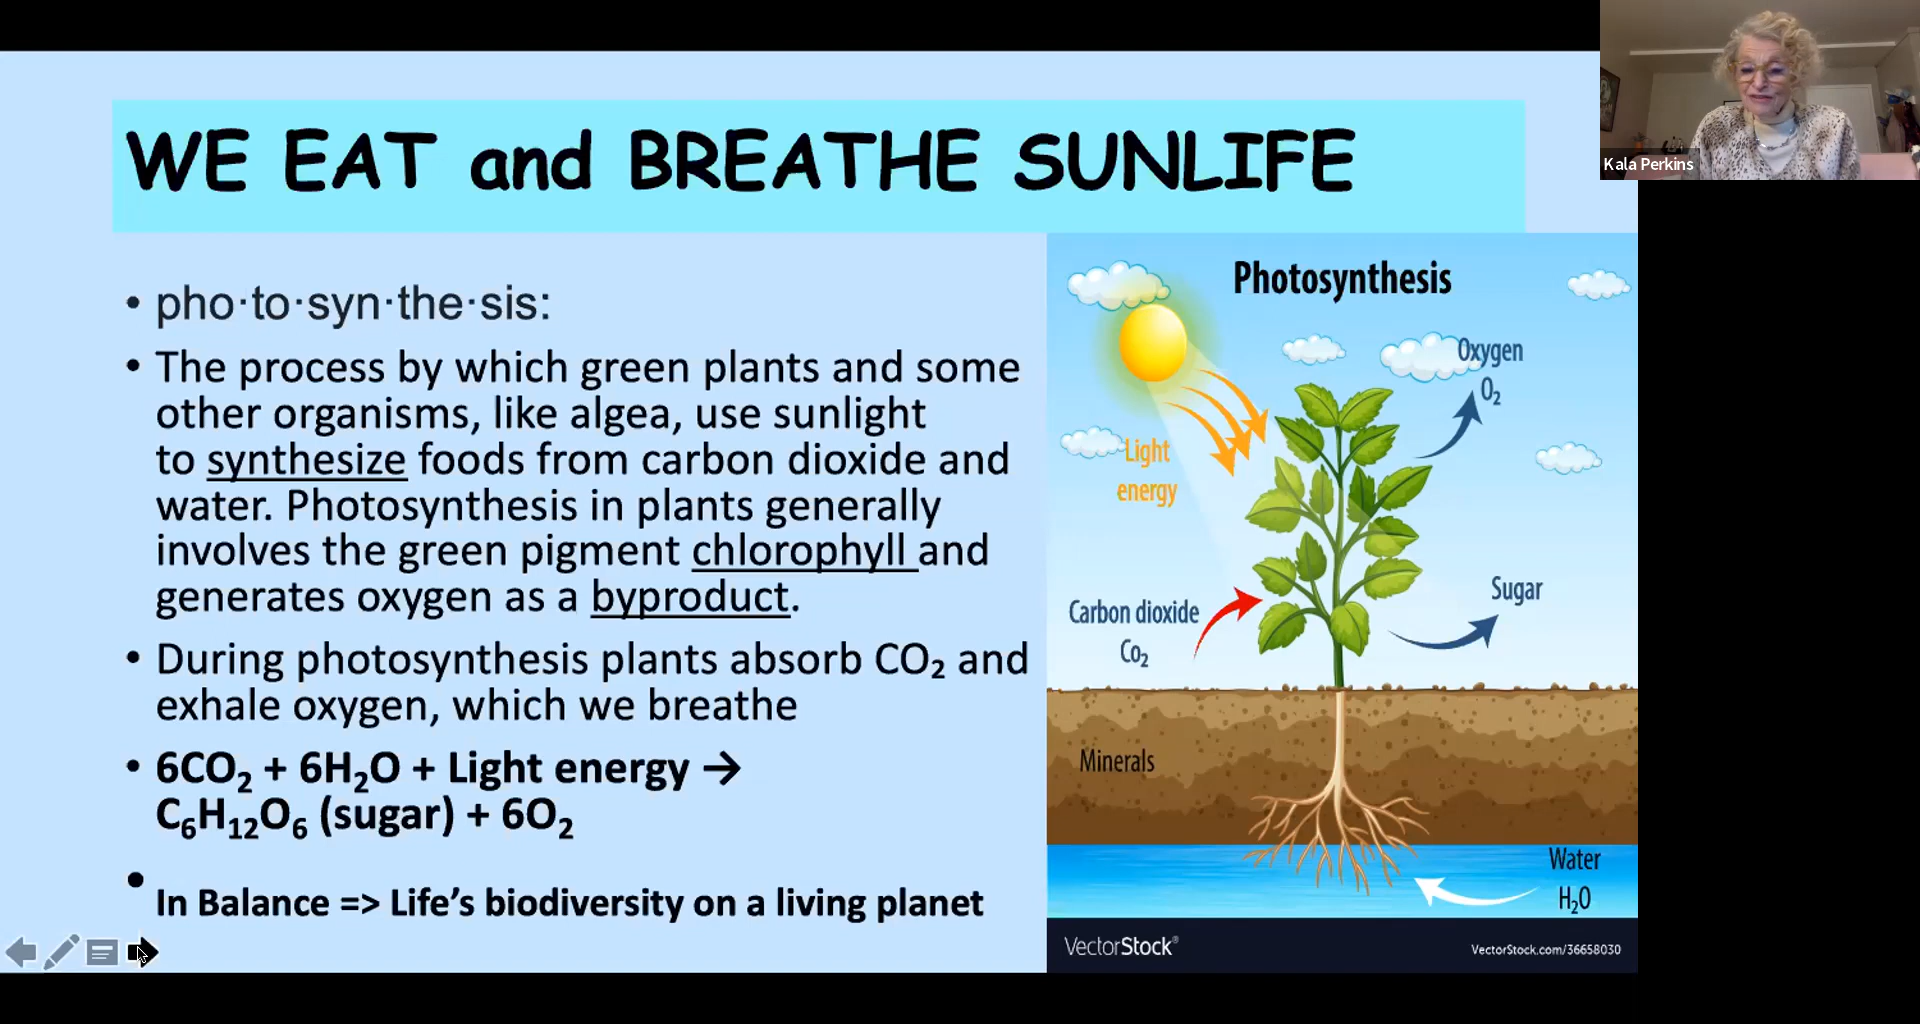 WE EAT and BREATHE SUNLIFE
Kala Perkins
• pho·to·syn·the·sis:
• The process by which green plants and some
other organisms, like algea, use sunlight
to synthesize foods from carbon dioxide and
water. Photosynthesis in plants generally
involves the green pigment chlorophyll and
generates oxygen as a byproduct.
• During photosynthesis plants absorb CO₂ and
exhale oxygen, which we breathe
• 6CO₂ + 6H₂O + Light energy →
C₆H₁₂O₆ (sugar) + 6O₂
• In Balance => Life's biodiversity on a living planet
Photosynthesis
Oxygen
O₂
Light
energy
Carbon dioxide
Co₂
Sugar
Minerals
Water
H₂O
VectorStock®
VectorStock.com/36658030